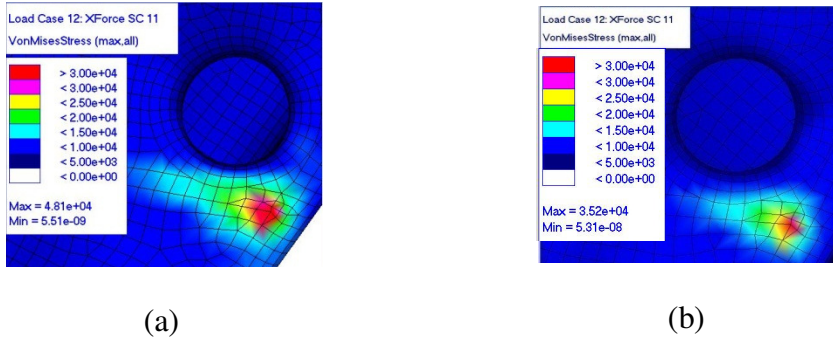 Load Case 12: XForce SC 11
VonMisesStress (max,all)
> 3.00e+04
< 3.00e+04
< 2.50e+04
< 2.00e+04
< 1.50e+04
< 1.00e+04
< 5.00e+03
< 0.00e+00
Max = 4.81e+04
Min = 5.51e-09
(a)
Load Case 12: XForce SC 11
VonMisesStress (max,all)
> 3.00e+04
< 3.00e+04
< 2.50e+04
< 2.00e+04
< 1.50e+04
< 1.00e+04
< 5.00e+03
< 0.00e+00
Max = 3.52e+04
Min = 5.31e-08
(b)